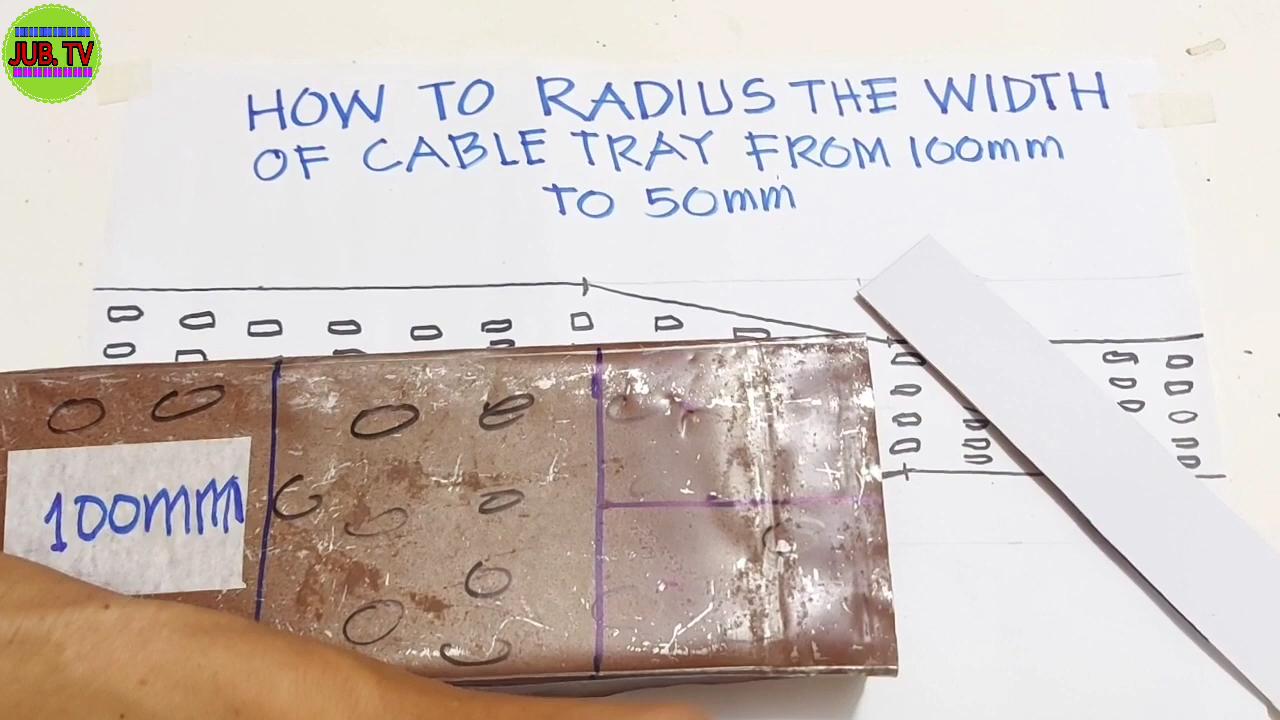 JUB. TV
HOW TO RADIUS THE WIDTH
OF CABLE TRAY FROM 100mm
TO 50mm
100mm